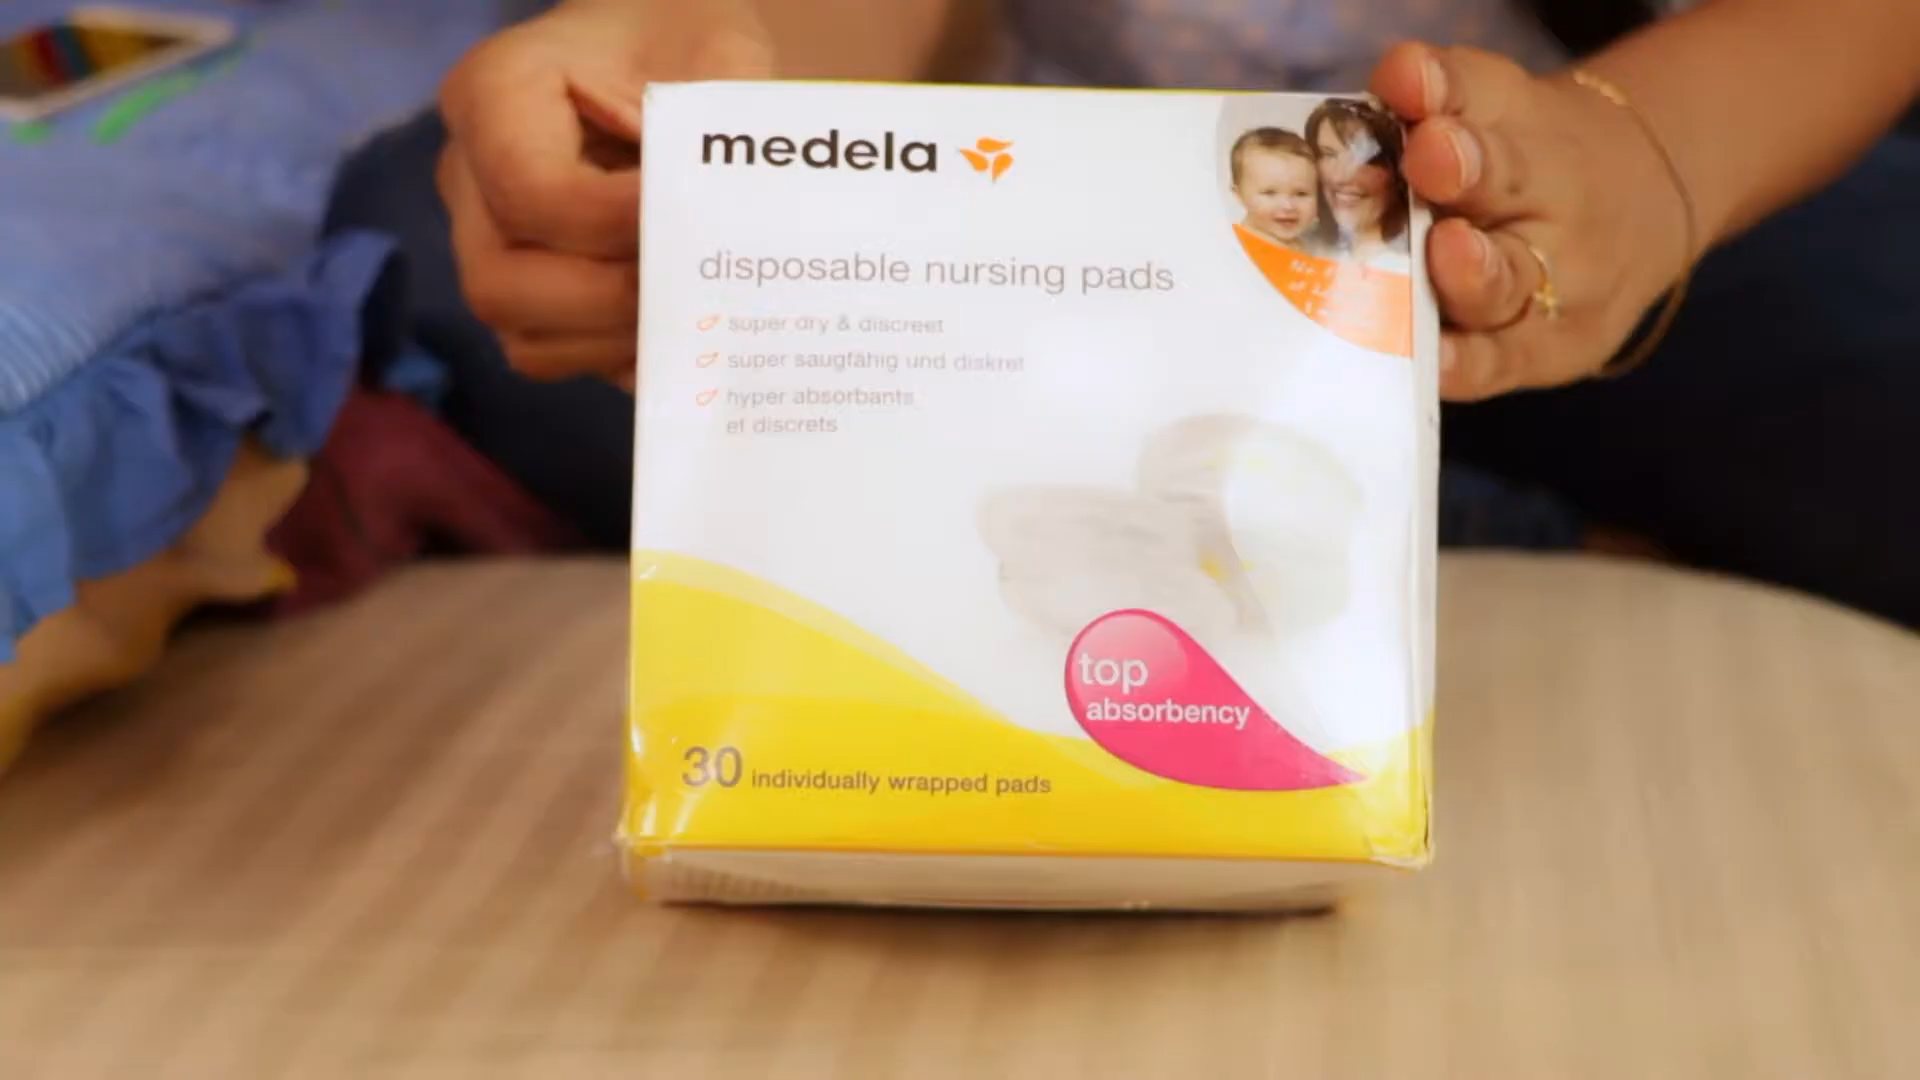 medela
disposable nursing pads
super dry & discreet
super saugfähig und diskret
hyper absorbants
et discrets
top
absorbency
30 individually wrapped pads